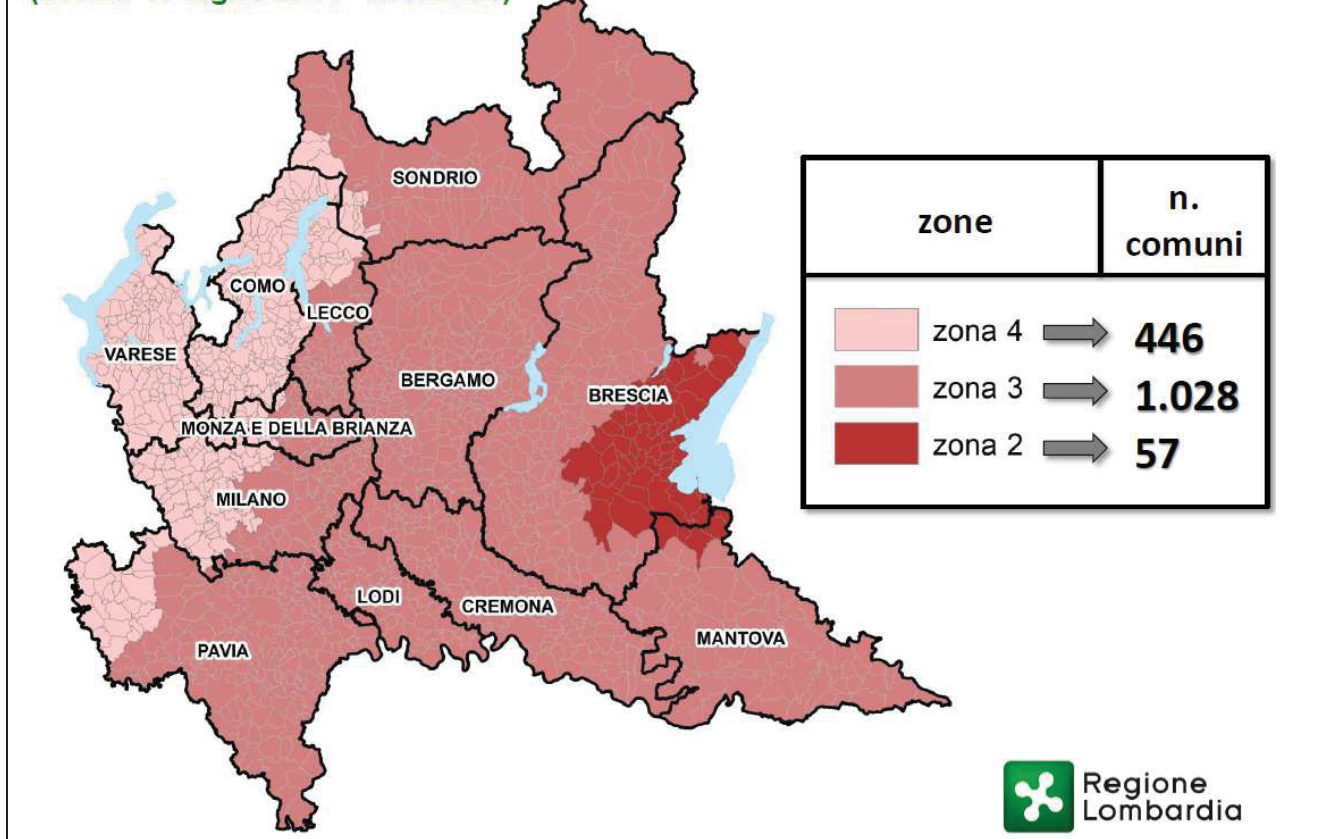 SONDRIO
COMO
LECCO
VARESE
BERGAMO
BRESCIA
MONZA E DELLA BRIANZA
MILANO
LODI
CREMONA
PAVIA
MANTOVA
zone
n.
comuni
zona 4
446
zona 3
1.028
zona 2
57
Regione
Lombardia